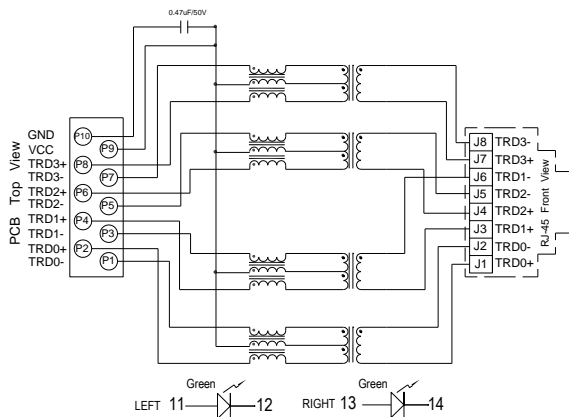 0.47uF/50V
PCB Top View
GND P10
VCC P9
TRD3+ P8
TRD3- P7
TRD2+ P6
TRD2- P5
TRD1+ P4
TRD1- P3
TRD0+ P2
TRD0- P1
J8 TRD3-
J7 TRD3+
J6 TRD1-
J5 TRD2-
J4 TRD2+
J3 TRD1+
J2 TRD0-
J1 TRD0+
RJ-45 Front View
Green
LEFT 11 12
Green
RIGHT 13 14